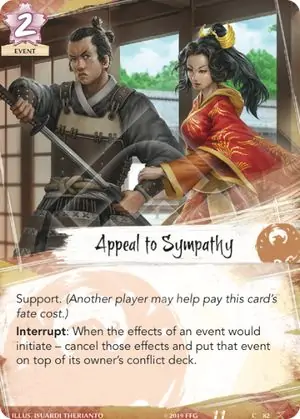 2
EVENT
Appeal to Sympathy
Support. (Another player may help pay this card's
fate cost.)
Interrupt: When the effects of an event would
initiate – cancel those effects and put that event
on top of its owner's conflict deck.
ILLUS. ISUARDI THERIANTO
©2019 FFG
C 82